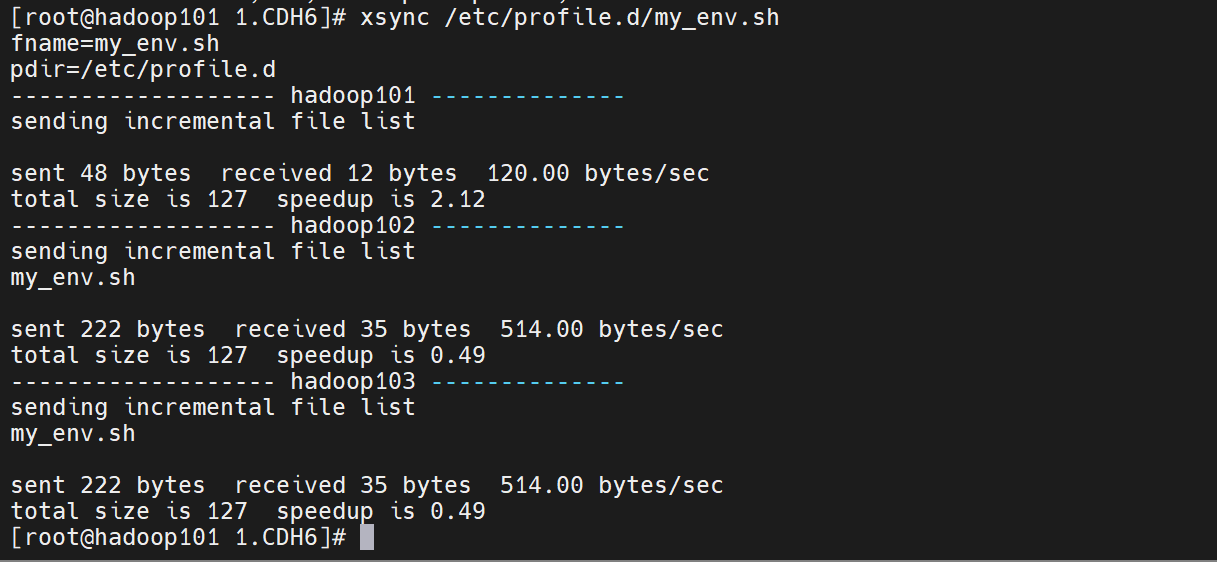 [root@hadoop101 1.CDH6]# xsync /etc/profile.d/my_env.sh
fname=my_env.sh
pdir=/etc/profile.d
------------------- hadoop101 --------------
sending incremental file list
sent 48 bytes  received 12 bytes  120.00 bytes/sec
total size is 127  speedup is 2.12
------------------- hadoop102 --------------
sending incremental file list
my_env.sh
sent 222 bytes  received 35 bytes  514.00 bytes/sec
total size is 127  speedup is 0.49
------------------- hadoop103 --------------
sending incremental file list
my_env.sh
sent 222 bytes  received 35 bytes  514.00 bytes/sec
total size is 127  speedup is 0.49
[root@hadoop101 1.CDH6]#